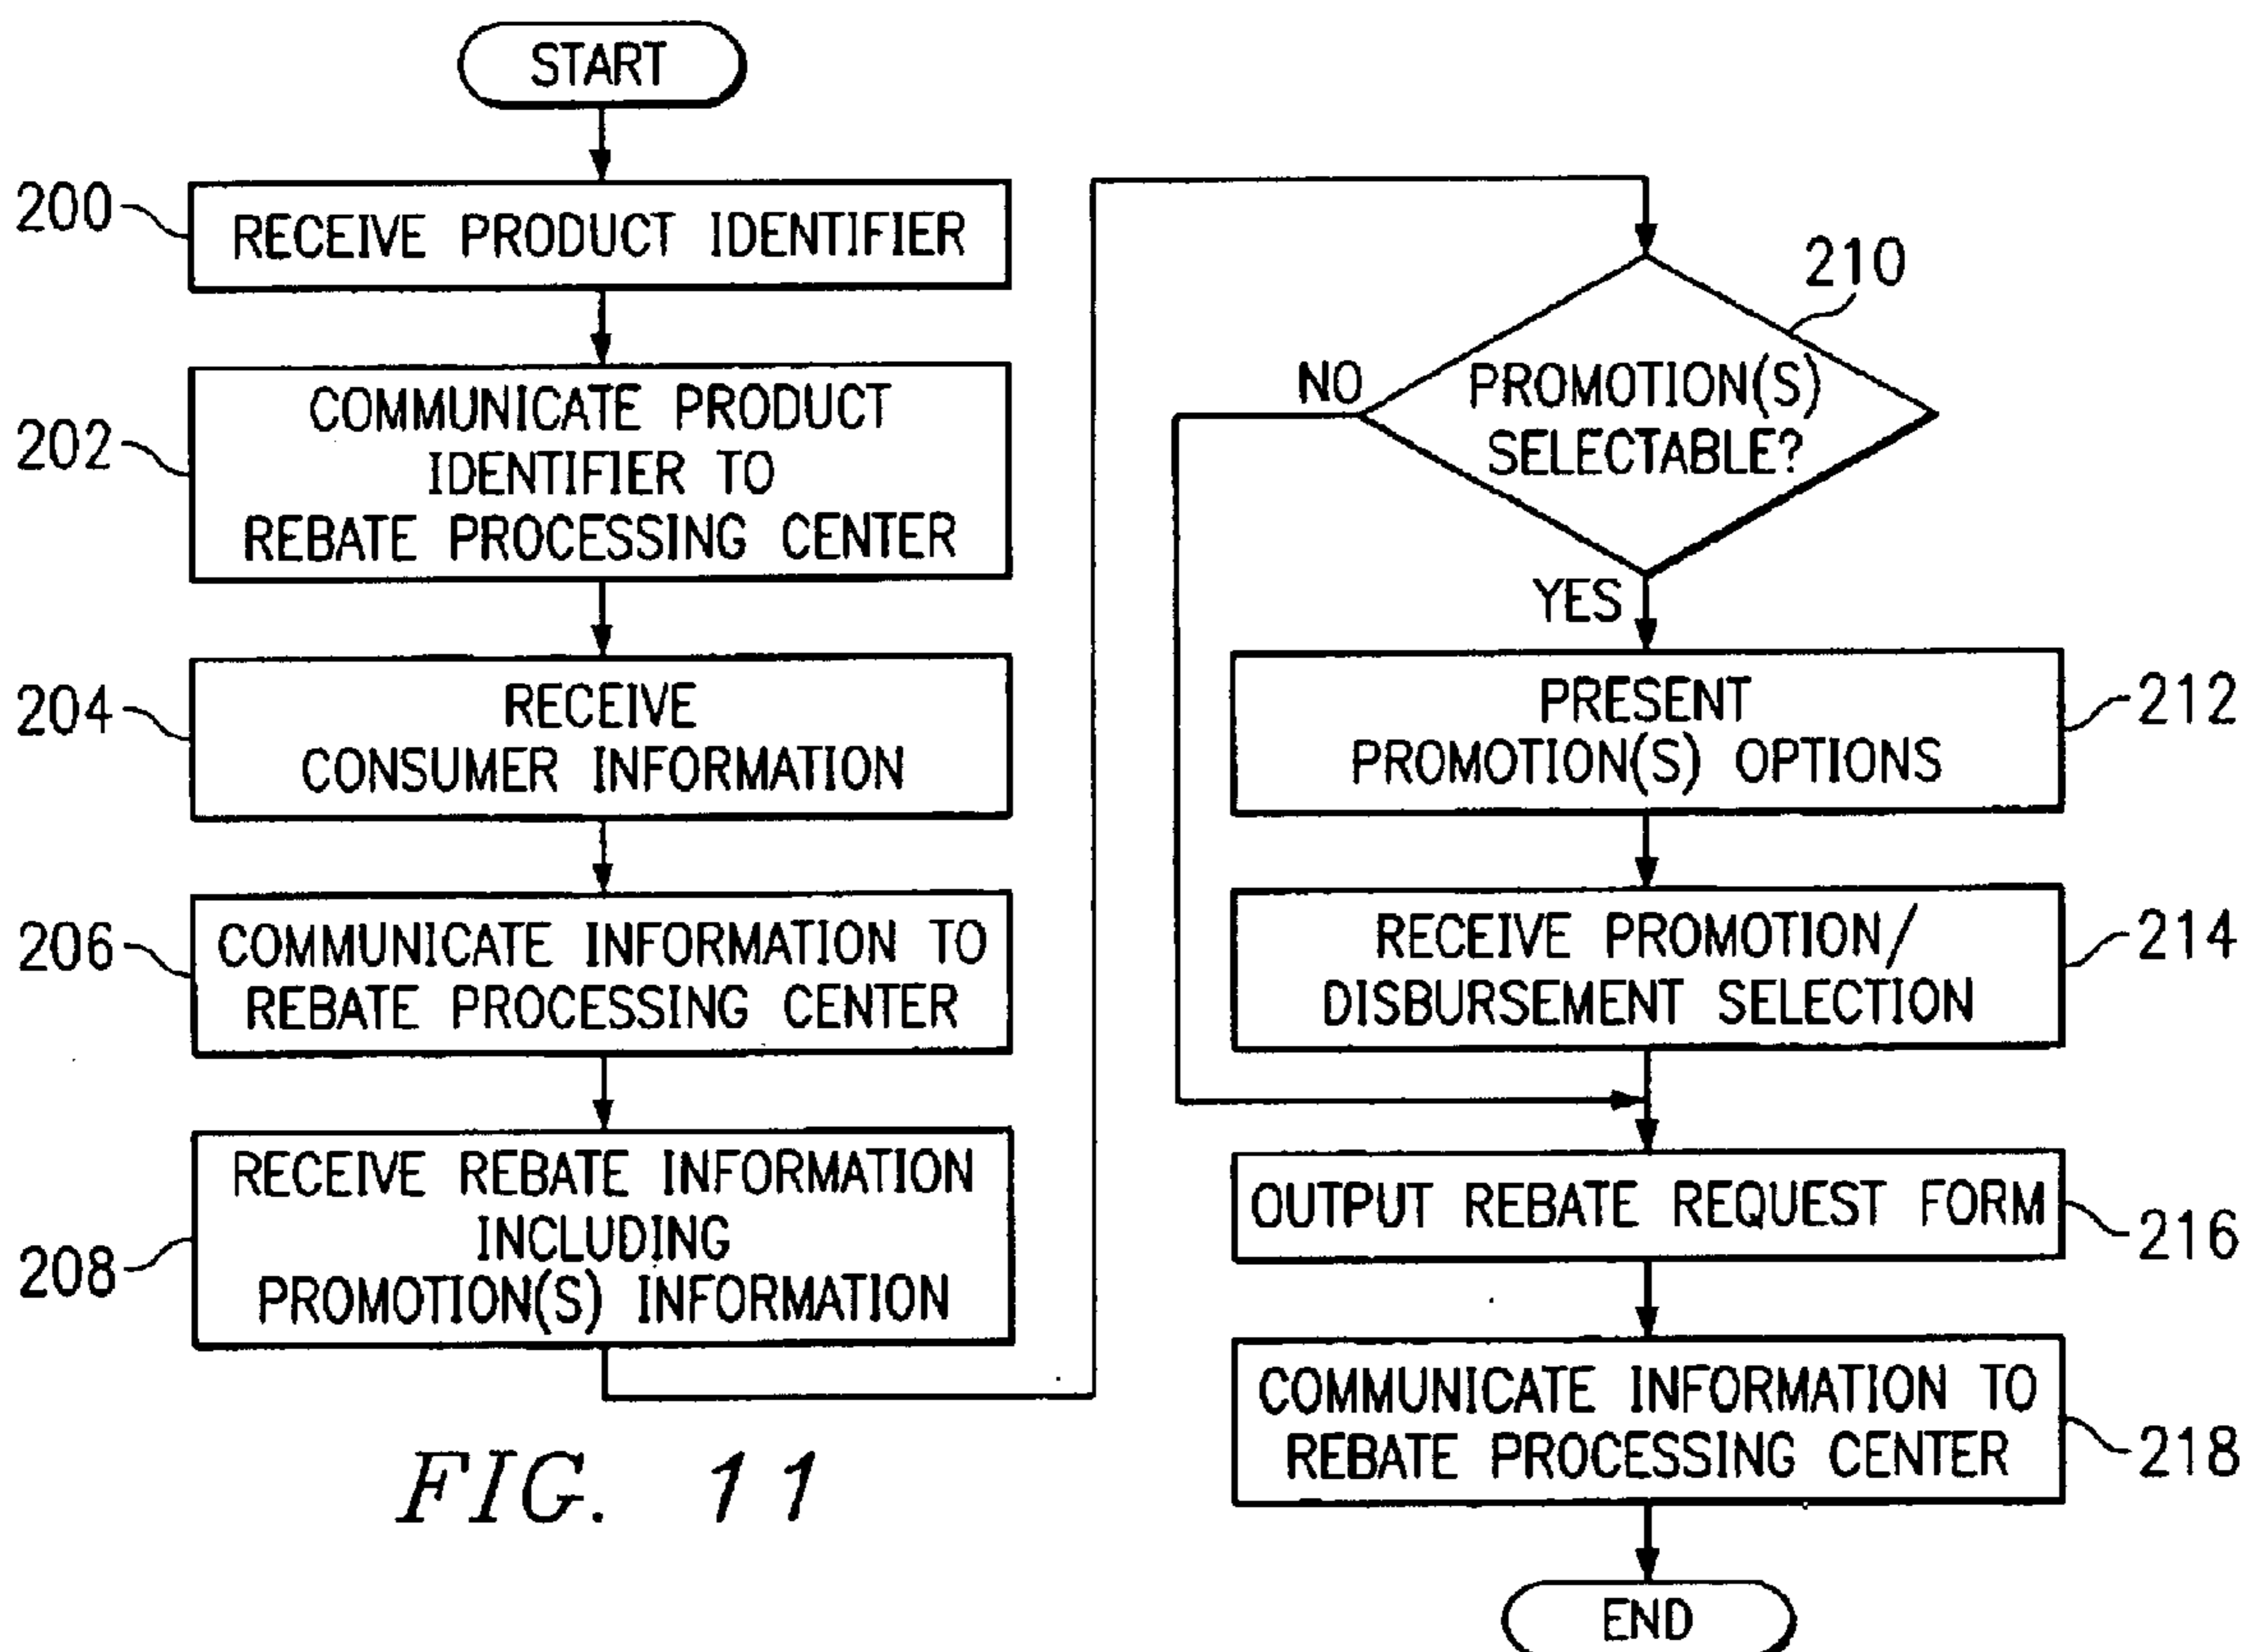 START
200
RECEIVE PRODUCT IDENTIFIER
202
COMMUNICATE PRODUCT
IDENTIFIER TO
REBATE PROCESSING CENTER
204
RECEIVE
CONSUMER INFORMATION
206
COMMUNICATE INFORMATION TO
REBATE PROCESSING CENTER
208
RECEIVE REBATE INFORMATION
INCLUDING
PROMOTION(S) INFORMATION
210
PROMOTION(S)
SELECTABLE?
NO
YES
PRESENT
PROMOTION(S) OPTIONS
212
RECEIVE PROMOTION/
DISBURSEMENT SELECTION
214
OUTPUT REBATE REQUEST FORM
216
COMMUNICATE INFORMATION TO
REBATE PROCESSING CENTER
218
END
FIG. 11